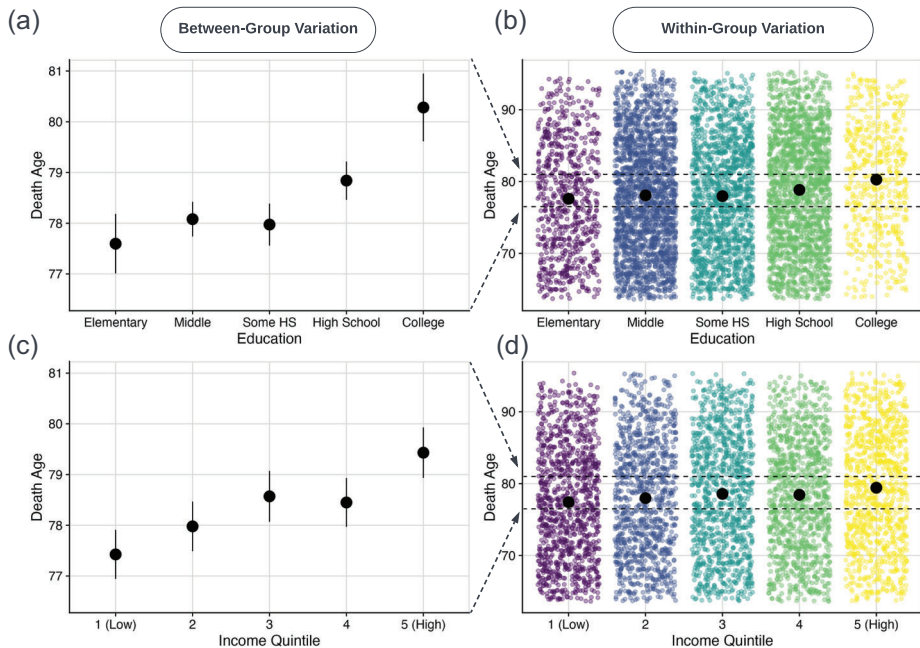 (a)
Between-Group Variation
(b)
Within-Group Variation
Death Age
81
80
79
78
77
Elementary
Middle
Some HS
High School
College
Education
Death Age
90
80
70
Elementary
Middle
Some HS
High School
College
Education
(c)
Death Age
81
80
79
78
77
1 (Low)
2
3
4
5 (High)
Income Quintile
(d)
Death Age
90
80
70
1 (Low)
2
3
4
5 (High)
Income Quintile